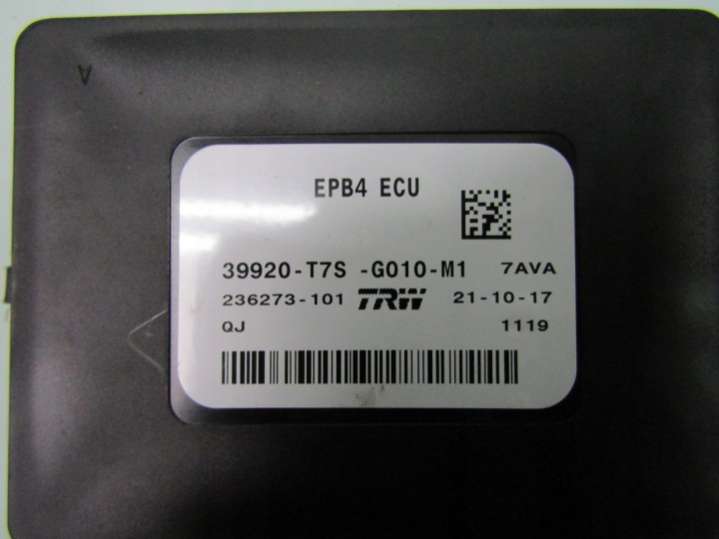 A
EPB4 ECU
39920-T7S -G010-M1 7AVA
236273-101 TRW 21-10-17
QJ 1119